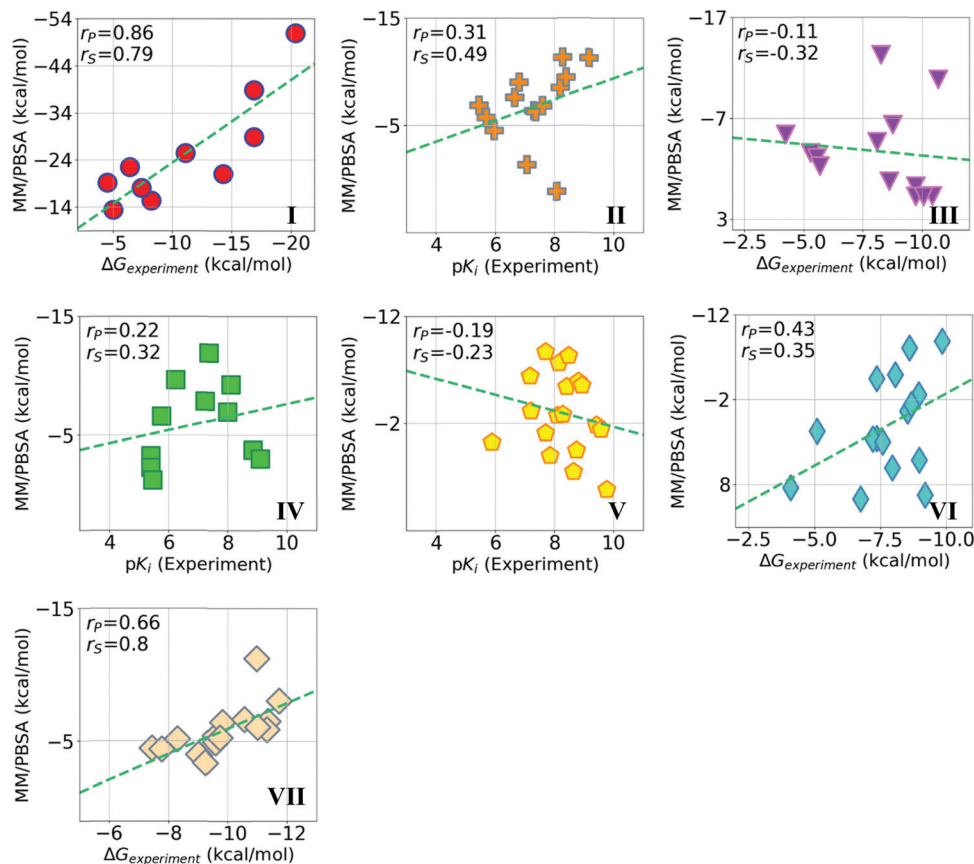 MM/PBSA (kcal/mol)
−54
−44
−34
−24
−14
r_P=0.86
r_S=0.79
I
−5 −10 −15 −20
ΔG_experiment (kcal/mol)
MM/PBSA (kcal/mol)
−15
−5
r_P=0.31
r_S=0.49
II
4 6 8 10
pK_i (Experiment)
MM/PBSA (kcal/mol)
−17
−7
3
r_P=-0.11
r_S=-0.32
III
−2.5 −5.0 −7.5 −10.0
ΔG_experiment (kcal/mol)
MM/PBSA (kcal/mol)
−15
−5
r_P=0.22
r_S=0.32
IV
4 6 8 10
pK_i (Experiment)
MM/PBSA (kcal/mol)
−12
−2
r_P=-0.19
r_S=-0.23
V
4 6 8 10
pK_i (Experiment)
MM/PBSA (kcal/mol)
−12
−2
8
r_P=0.43
r_S=0.35
VI
−2.5 −5.0 −7.5 −10.0
ΔG_experiment (kcal/mol)
MM/PBSA (kcal/mol)
−15
−5
r_P=0.66
r_S=0.8
VII
−6 −8 −10 −12
ΔG_experiment (kcal/mol)